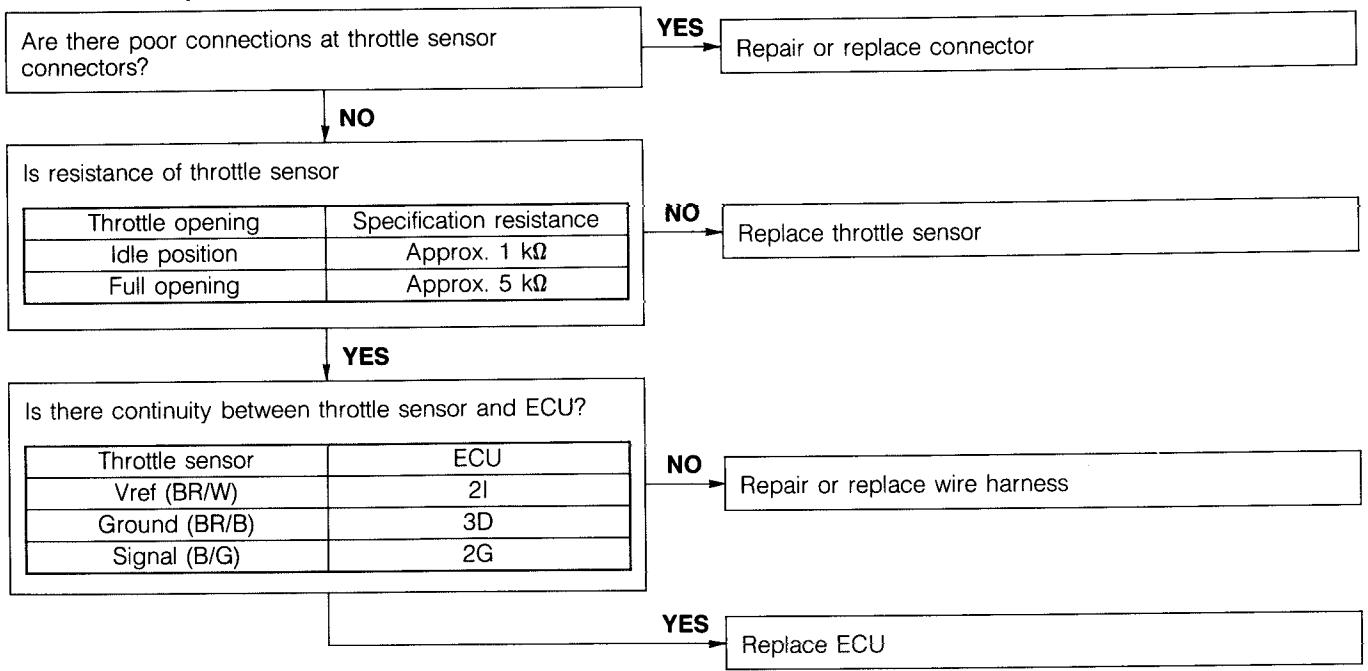 Are there poor connections at throttle sensor
connectors?
YES
Repair or replace connector
NO
Is resistance of throttle sensor
Throttle opening Specification resistance
Idle position Approx. 1 kΩ
Full opening Approx. 5 kΩ
NO
Replace throttle sensor
YES
Is there continuity between throttle sensor and ECU?
Throttle sensor ECU
Vref (BR/W) 2I
Ground (BR/B) 3D
Signal (B/G) 2G
NO
Repair or replace wire harness
YES
Replace ECU